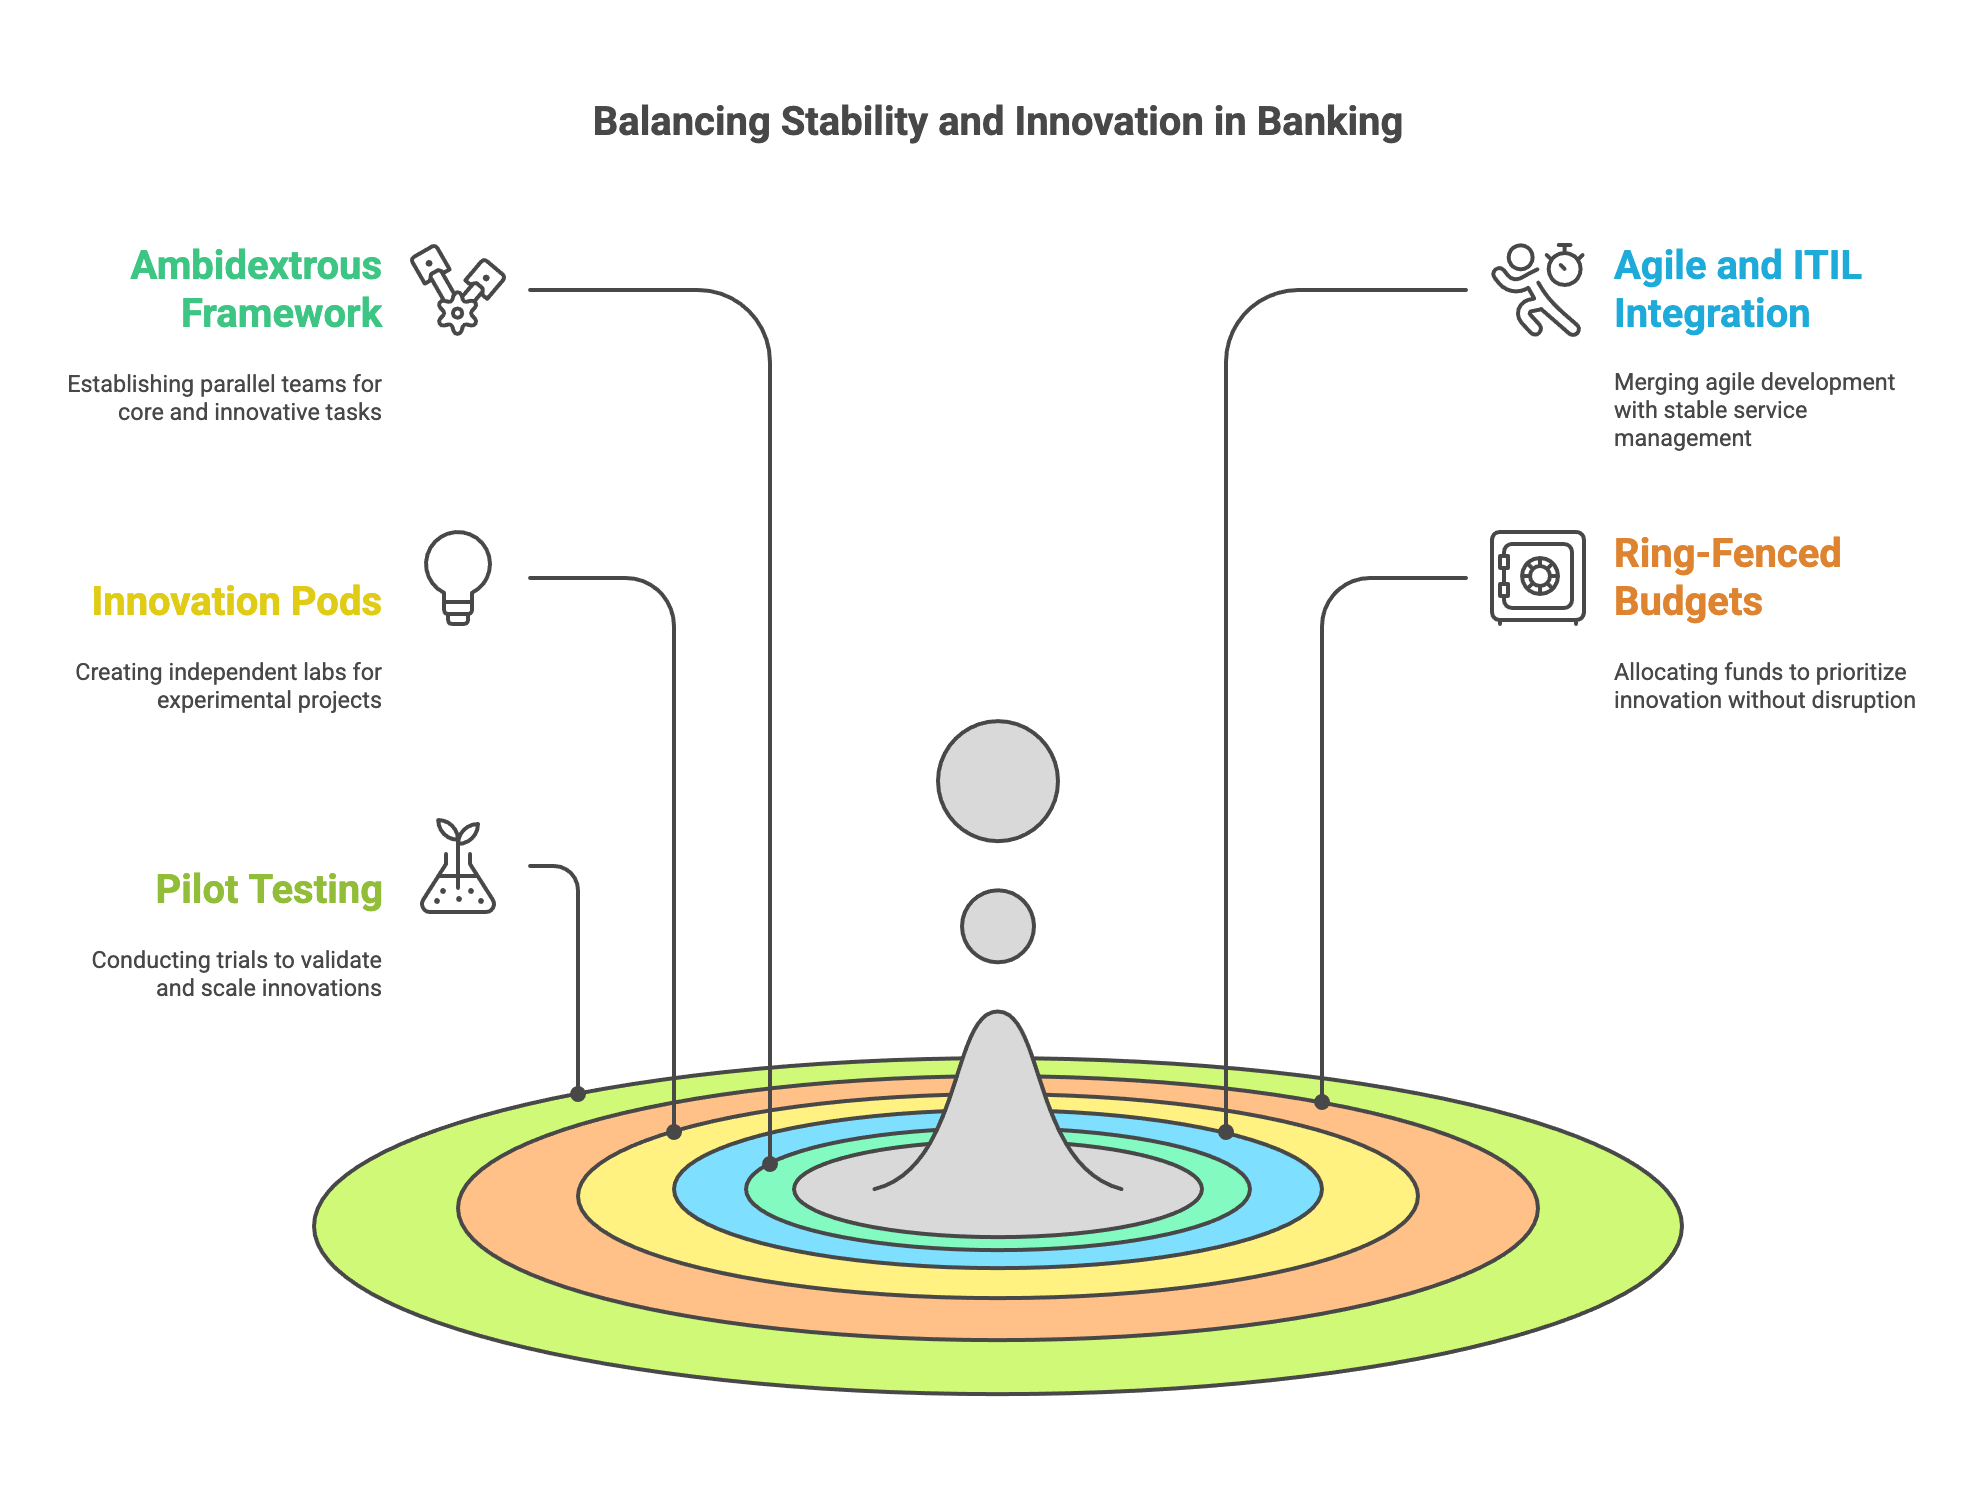 Balancing Stability and Innovation in Banking
Ambidextrous
Framework
Establishing parallel teams for
core and innovative tasks
Innovation Pods
Creating independent labs for
experimental projects
Pilot Testing
Conducting trials to validate
and scale innovations
Agile and ITIL
Integration
Merging agile development
with stable service
management
Ring-Fenced
Budgets
Allocating funds to prioritize
innovation without disruption